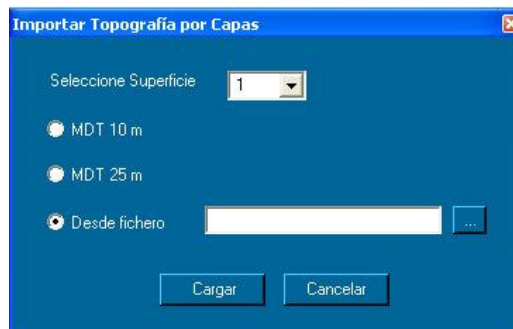 Importar Topografía por Capas
Seleccione Superficie 1
MDT 10 m
MDT 25 m
Desde fichero ...
Cargar Cancelar